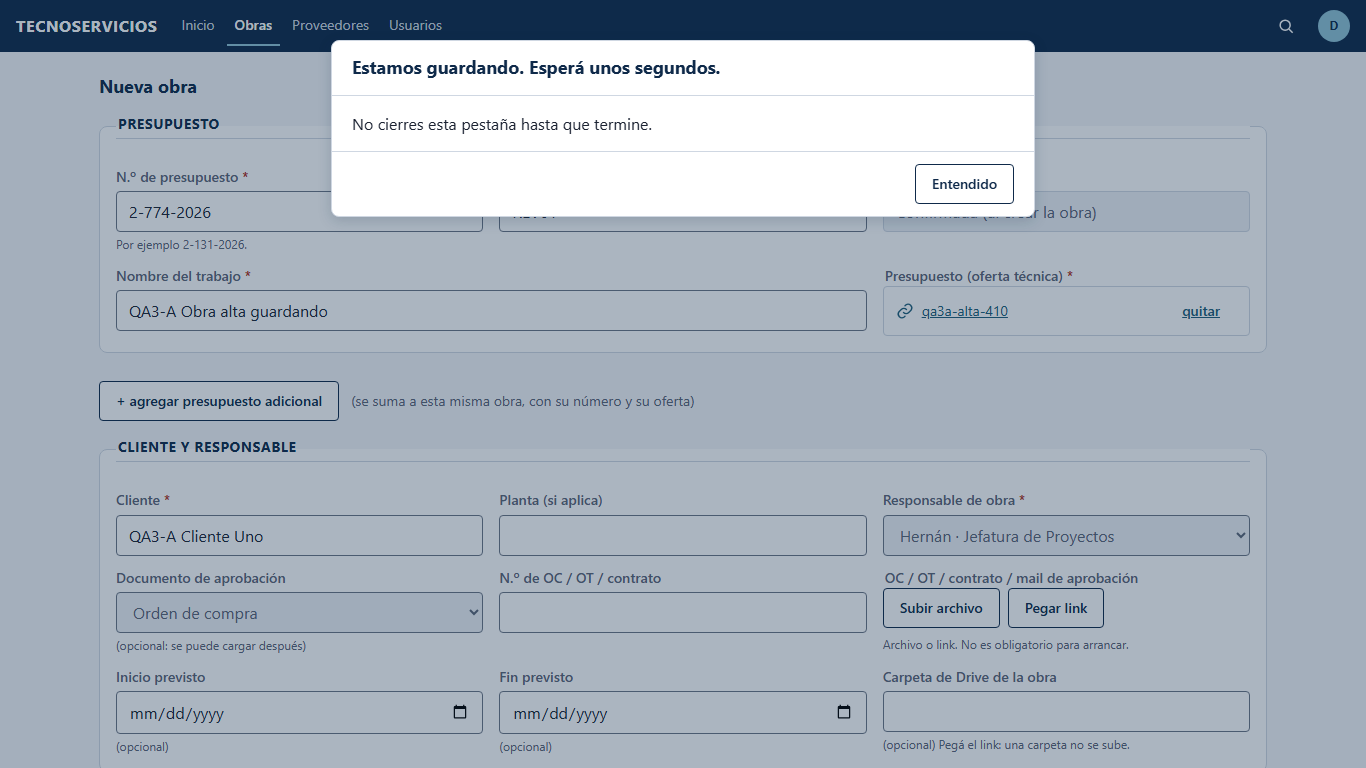 TECNOSERVICIOS Inicio Obras Proveedores Usuarios D
Estamos guardando. Esperá unos segundos.
No cierres esta pestaña hasta que termine.
Entendido
Nueva obra
PRESUPUESTO
N.º de presupuesto *
2-774-2026
la obra)
Por ejemplo 2-131-2026.
Nombre del trabajo * Presupuesto (oferta técnica) *
QA3-A Obra alta guardando qa3a-alta-410 quitar
+ agregar presupuesto adicional (se suma a esta misma obra, con su número y su oferta)
CLIENTE Y RESPONSABLE
Cliente * Planta (si aplica) Responsable de obra *
QA3-A Cliente Uno Hernán · Jefatura de Proyectos
Documento de aprobación N.º de OC / OT / contrato OC / OT / contrato / mail de aprobación
Orden de compra Subir archivo Pegar link
(opcional: se puede cargar después) Archivo o link. No es obligatorio para arrancar.
Inicio previsto Fin previsto Carpeta de Drive de la obra
mm/dd/yyyy mm/dd/yyyy
(opcional) (opcional) (opcional) Pegá el link: una carpeta no se sube.